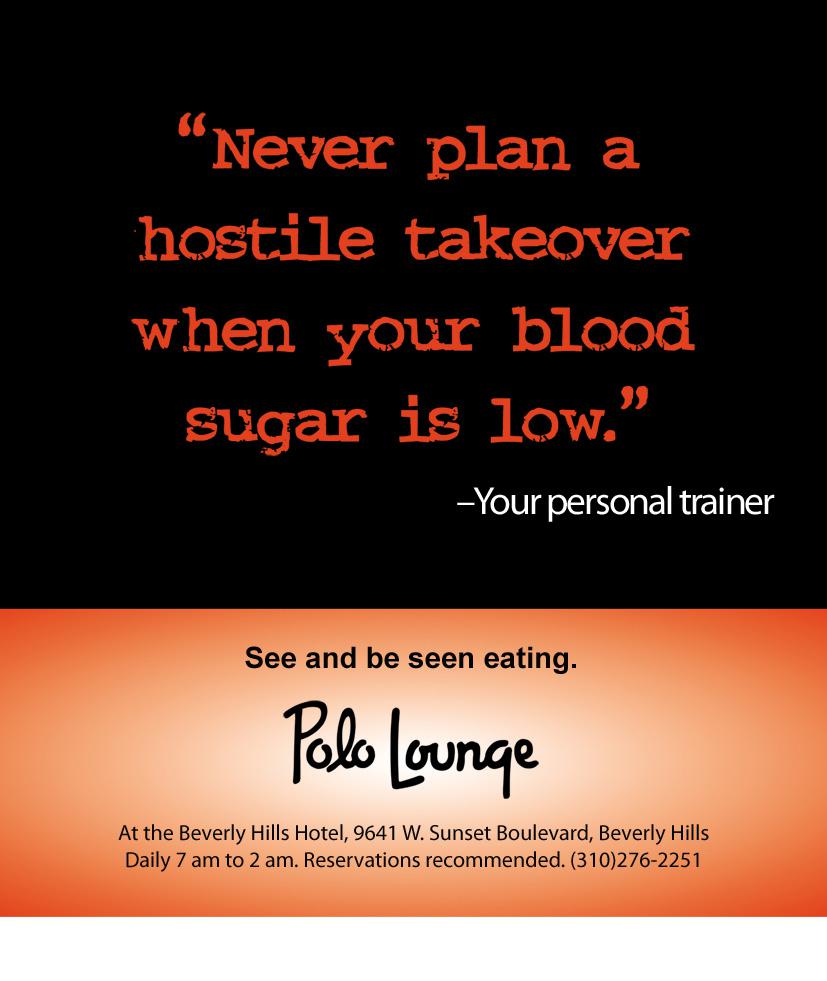 “Never plan a
hostile takeover
when your blood
sugar is low.”
–Your personal trainer
See and be seen eating.
Polo Lounge
At the Beverly Hills Hotel, 9641 W. Sunset Boulevard, Beverly Hills
Daily 7 am to 2 am. Reservations recommended. (310)276-2251